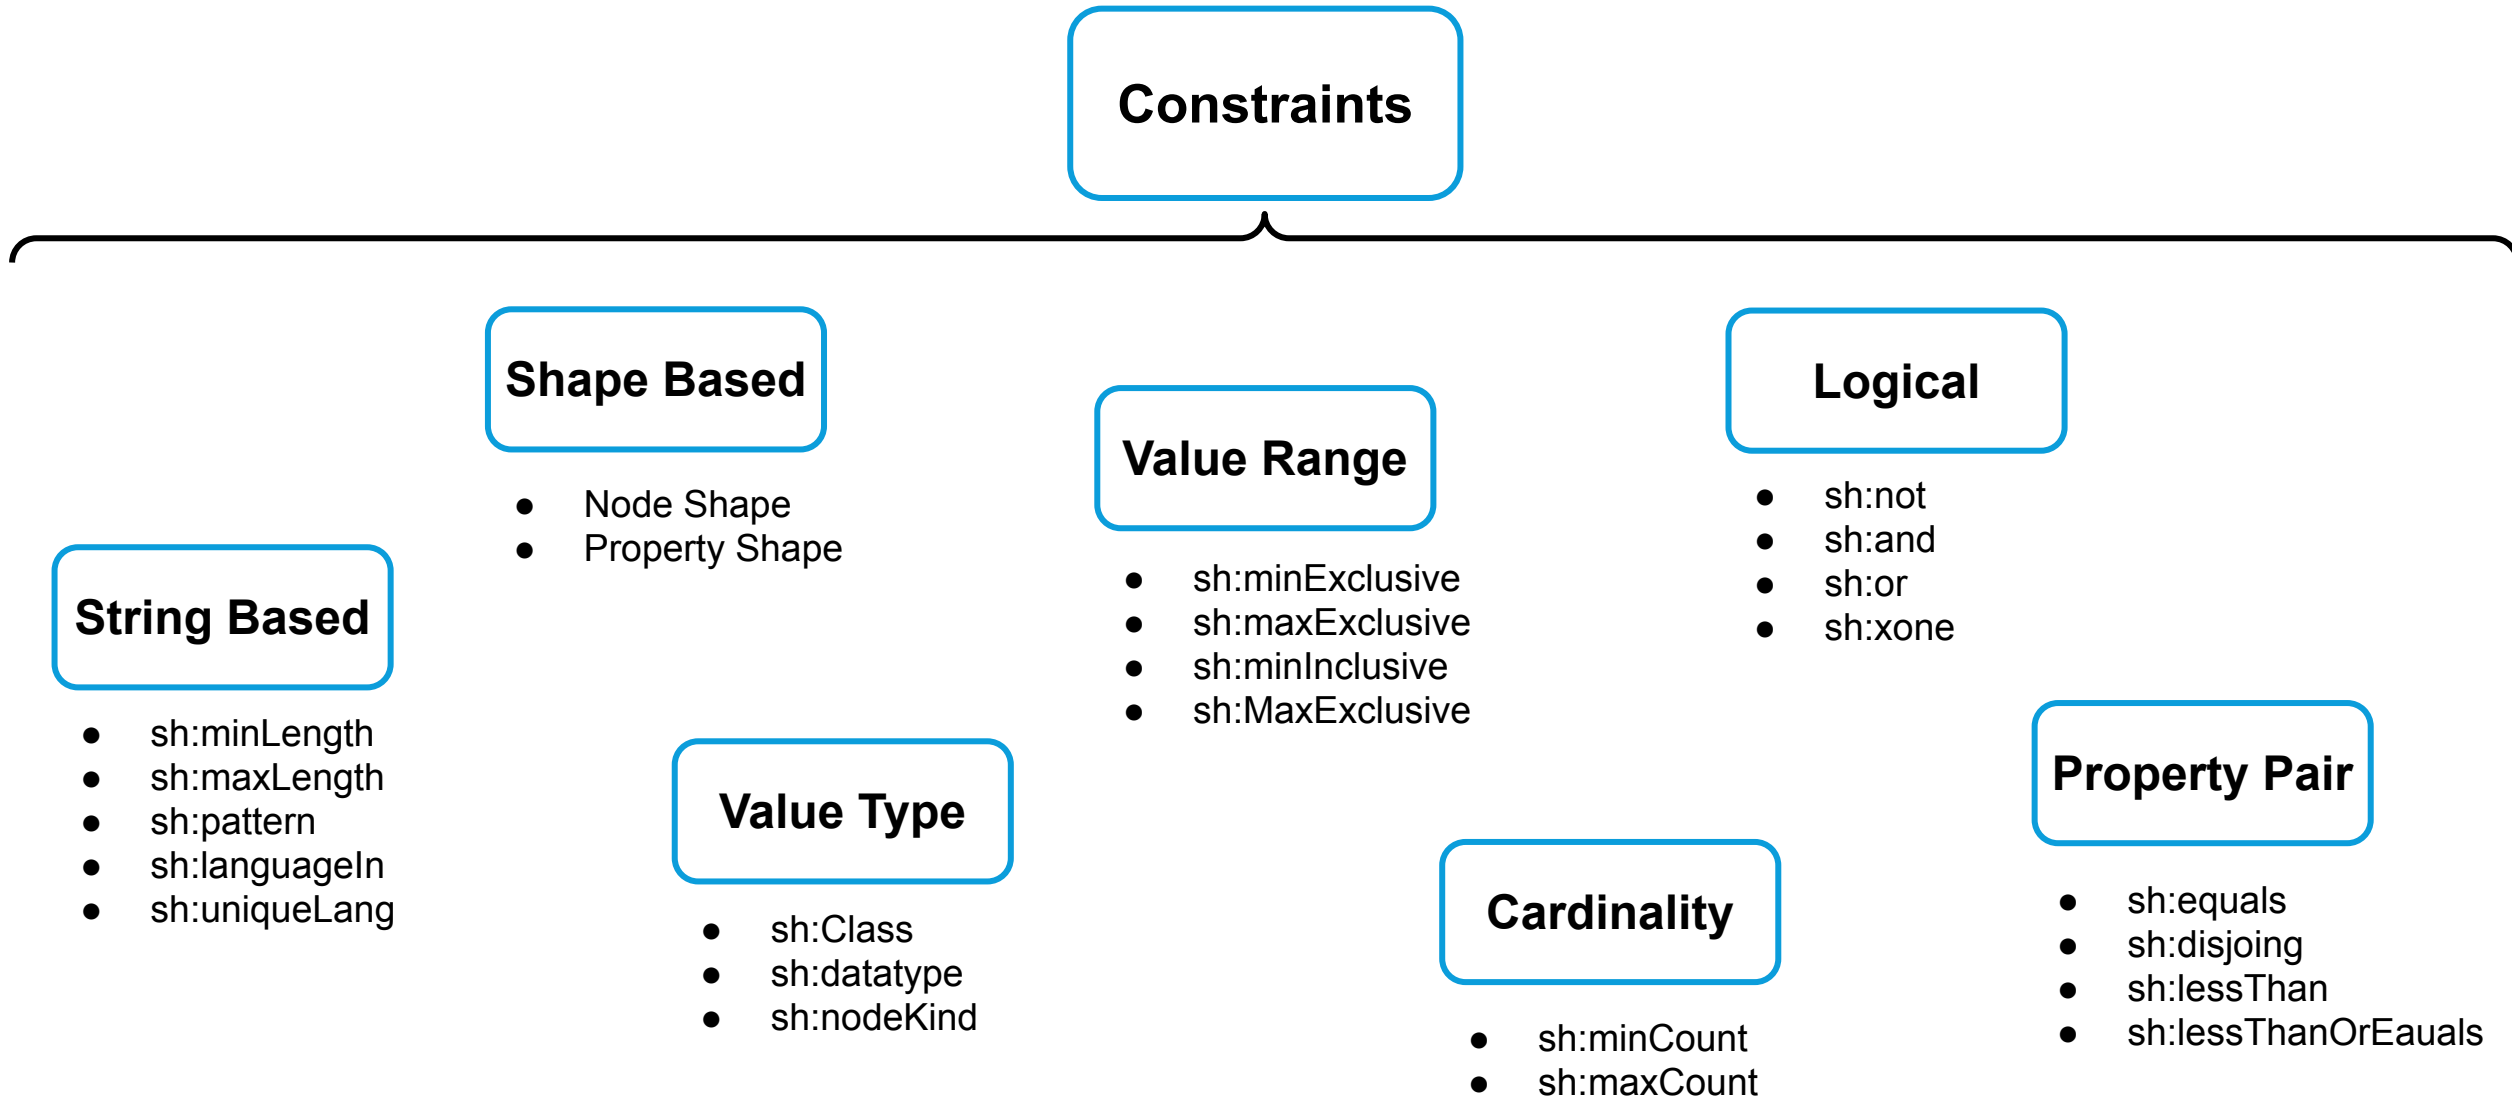 Constraints
String Based
sh:minLength
sh:maxLength
sh:pattern
sh:languageIn
sh:uniqueLang
Shape Based
Node Shape
Property Shape
Value Type
sh:Class
sh:datatype
sh:nodeKind
Value Range
sh:minExclusive
sh:maxExclusive
sh:minInclusive
sh:MaxExclusive
Cardinality
sh:minCount
sh:maxCount
Logical
sh:not
sh:and
sh:or
sh:xone
Property Pair
sh:equals
sh:disjoing
sh:lessThan
sh:lessThanOrEauals